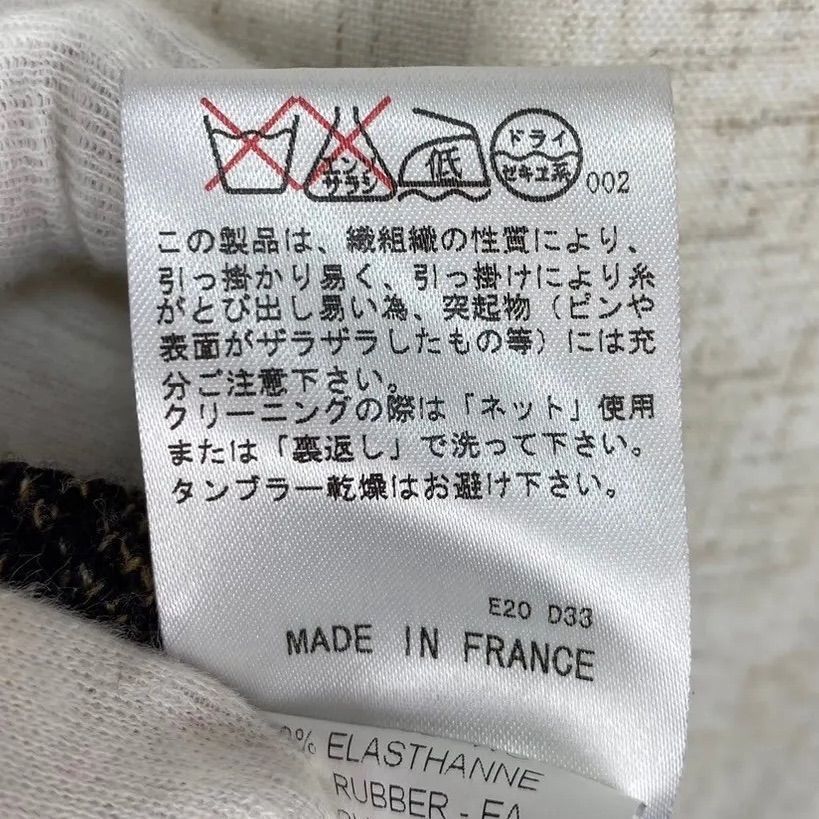 エンソ
サラシ
低
ドライ
セキユ系
002
この製品は、繊組織の性質により、
引っ掛かり易く、引っ掛けにより糸
がとび出し易い為、突起物（ピンや
表面がザラザラしたもの等）には充
分ご注意下さい。
クリーニングの際は「ネット」使用
または「裏返し」で洗って下さい。
タンブラー乾燥はお避け下さい。
E20 D33
MADE IN FRANCE
% ELASTHANNE
RUBBER - EA